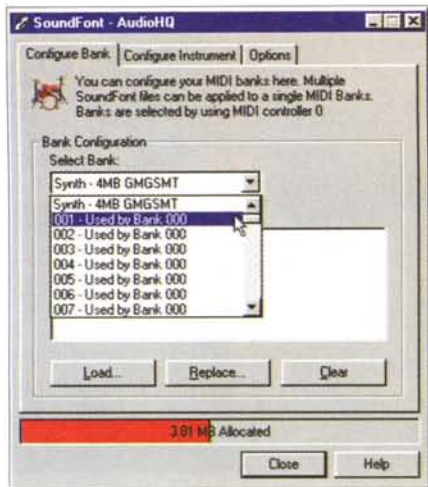 SoundFont - AudioHQ
Configure Bank
Configure Instrument
Options
You can configure your MIDI banks here. Multiple
SoundFont files can be applied to a single MIDI Banks.
Banks are selected by using MIDI controller 0
Bank Configuration
Select Bank:
Synth - 4MB GMGSMT
Synth - 4MB GMGSMT
001 - Used by Bank 000
002 - Used by Bank 000
003 - Used by Bank 000
004 - Used by Bank 000
005 - Used by Bank 000
006 - Used by Bank 000
007 - Used by Bank 000
Load...
Replace...
Clear
3.81 MB Allocated
Close
Help